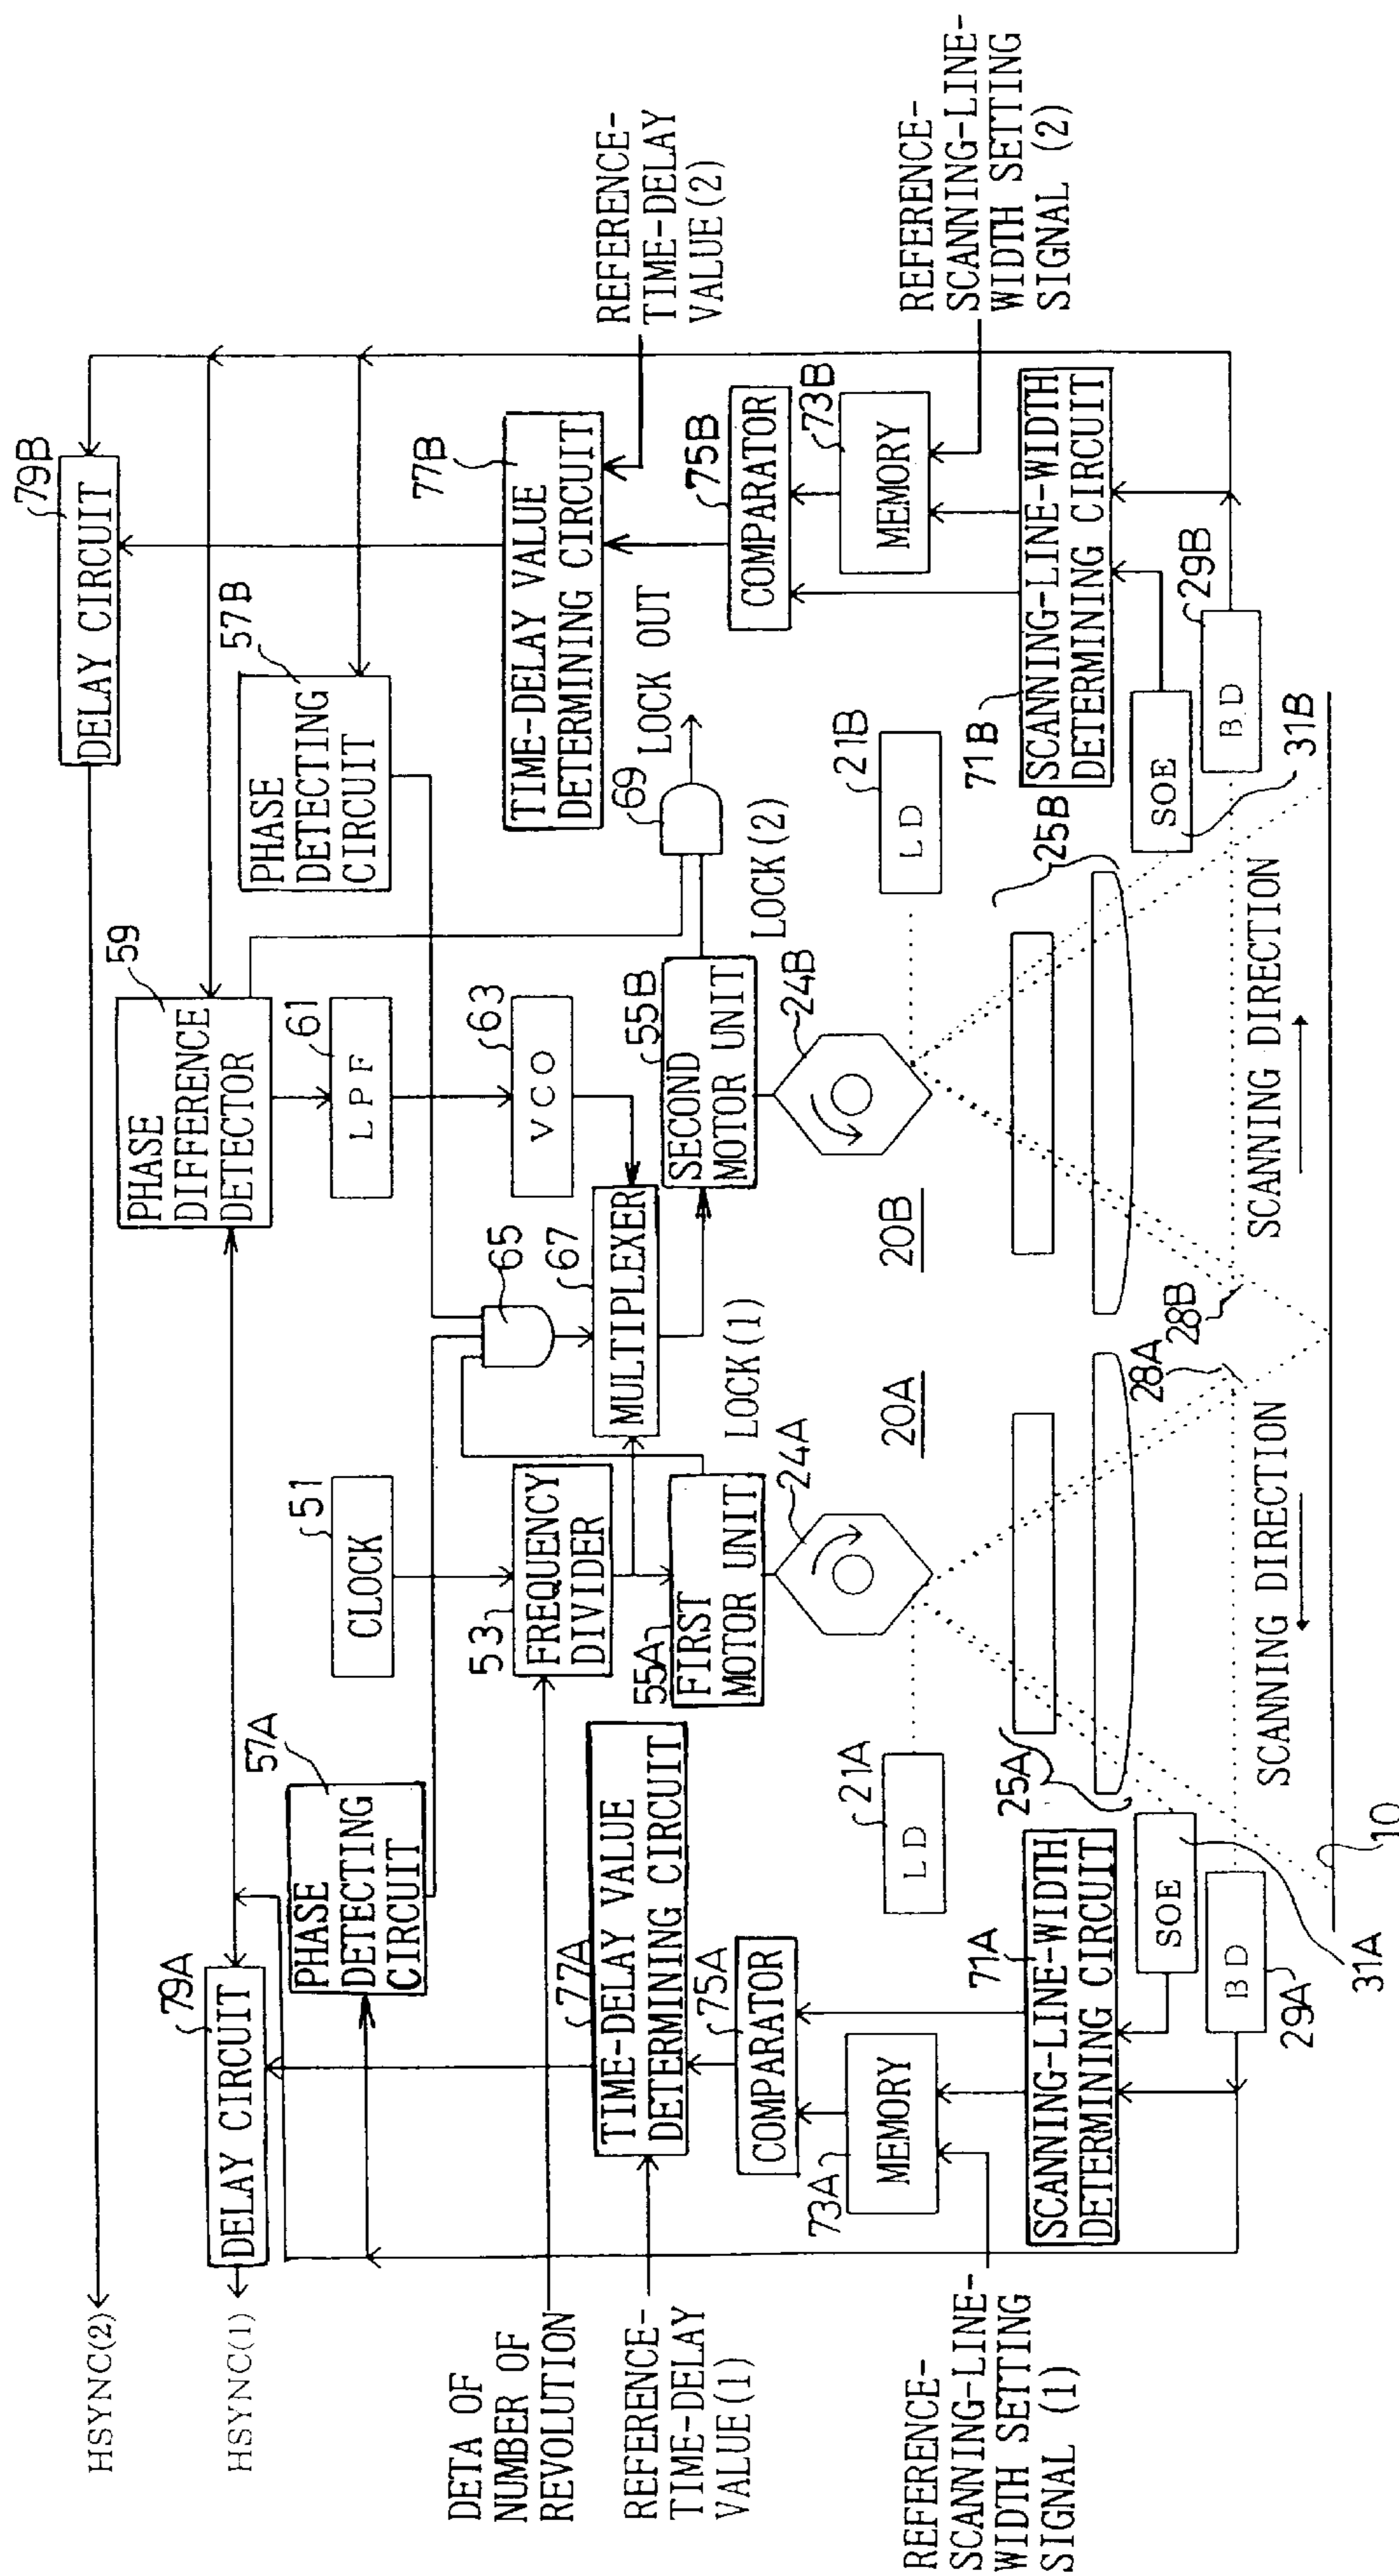 HSYNC(2)
HSYNC(1)
79B
DELAY CIRCUIT
79A
DELAY CIRCUIT
57A
PHASE
DETECTING
CIRCUIT
59
PHASE
DIFFERENCE
DETECTOR
57B
PHASE
DETECTING
CIRCUIT
51
CLOCK
61
LPF
63
VCO
65
67
MULTIPLEXER
53
FREQUENCY
DIVIDER
DETA OF
NUMBER OF
REVOLUTION
REFERENCE-
TIME-DELAY
VALUE(1)
77A
TIME-DELAY VALUE
DETERMINING CIRCUIT
55A
FIRST
MOTOR UNIT
LOCK(1)
55B
SECOND
MOTOR UNIT
LOCK(2)
69
LOCK OUT
77B
TIME-DELAY VALUE
DETERMINING CIRCUIT
REFERENCE-
TIME-DELAY
VALUE(2)
75A
COMPARATOR
73A
MEMORY
24A
24B
75B
COMPARATOR
73B
MEMORY
REFERENCE-
SCANNING-LINE-
WIDTH SETTING
SIGNAL (1)
REFERENCE-
SCANNING-LINE-
WIDTH SETTING
SIGNAL (2)
21A
LD
20A
20B
21B
LD
71A
SCANNING-LINE-WIDTH
DETERMINING CIRCUIT
25A
25B
71B
SCANNING-LINE-WIDTH
DETERMINING CIRCUIT
SOE
31A
28A
28B
SOE
31B
BD
29A
BD
29B
SCANNING DIRECTION
SCANNING DIRECTION
10